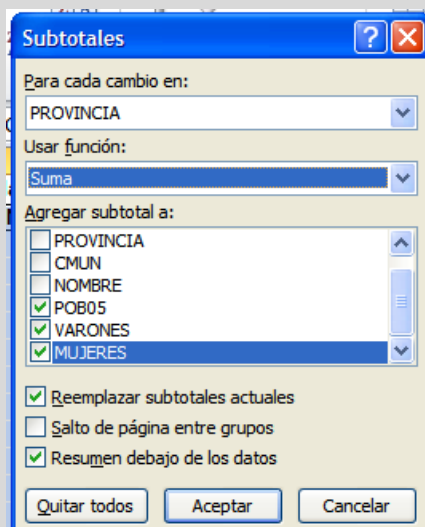 Subtotales
Para cada cambio en:
PROVINCIA
Usar función:
Suma
Agregar subtotal a:
PROVINCIA
CMUN
NOMBRE
POB05
VARONES
MUJERES
Reemplazar subtotales actuales
Salto de página entre grupos
Resumen debajo de los datos
Quitar todos Aceptar Cancelar